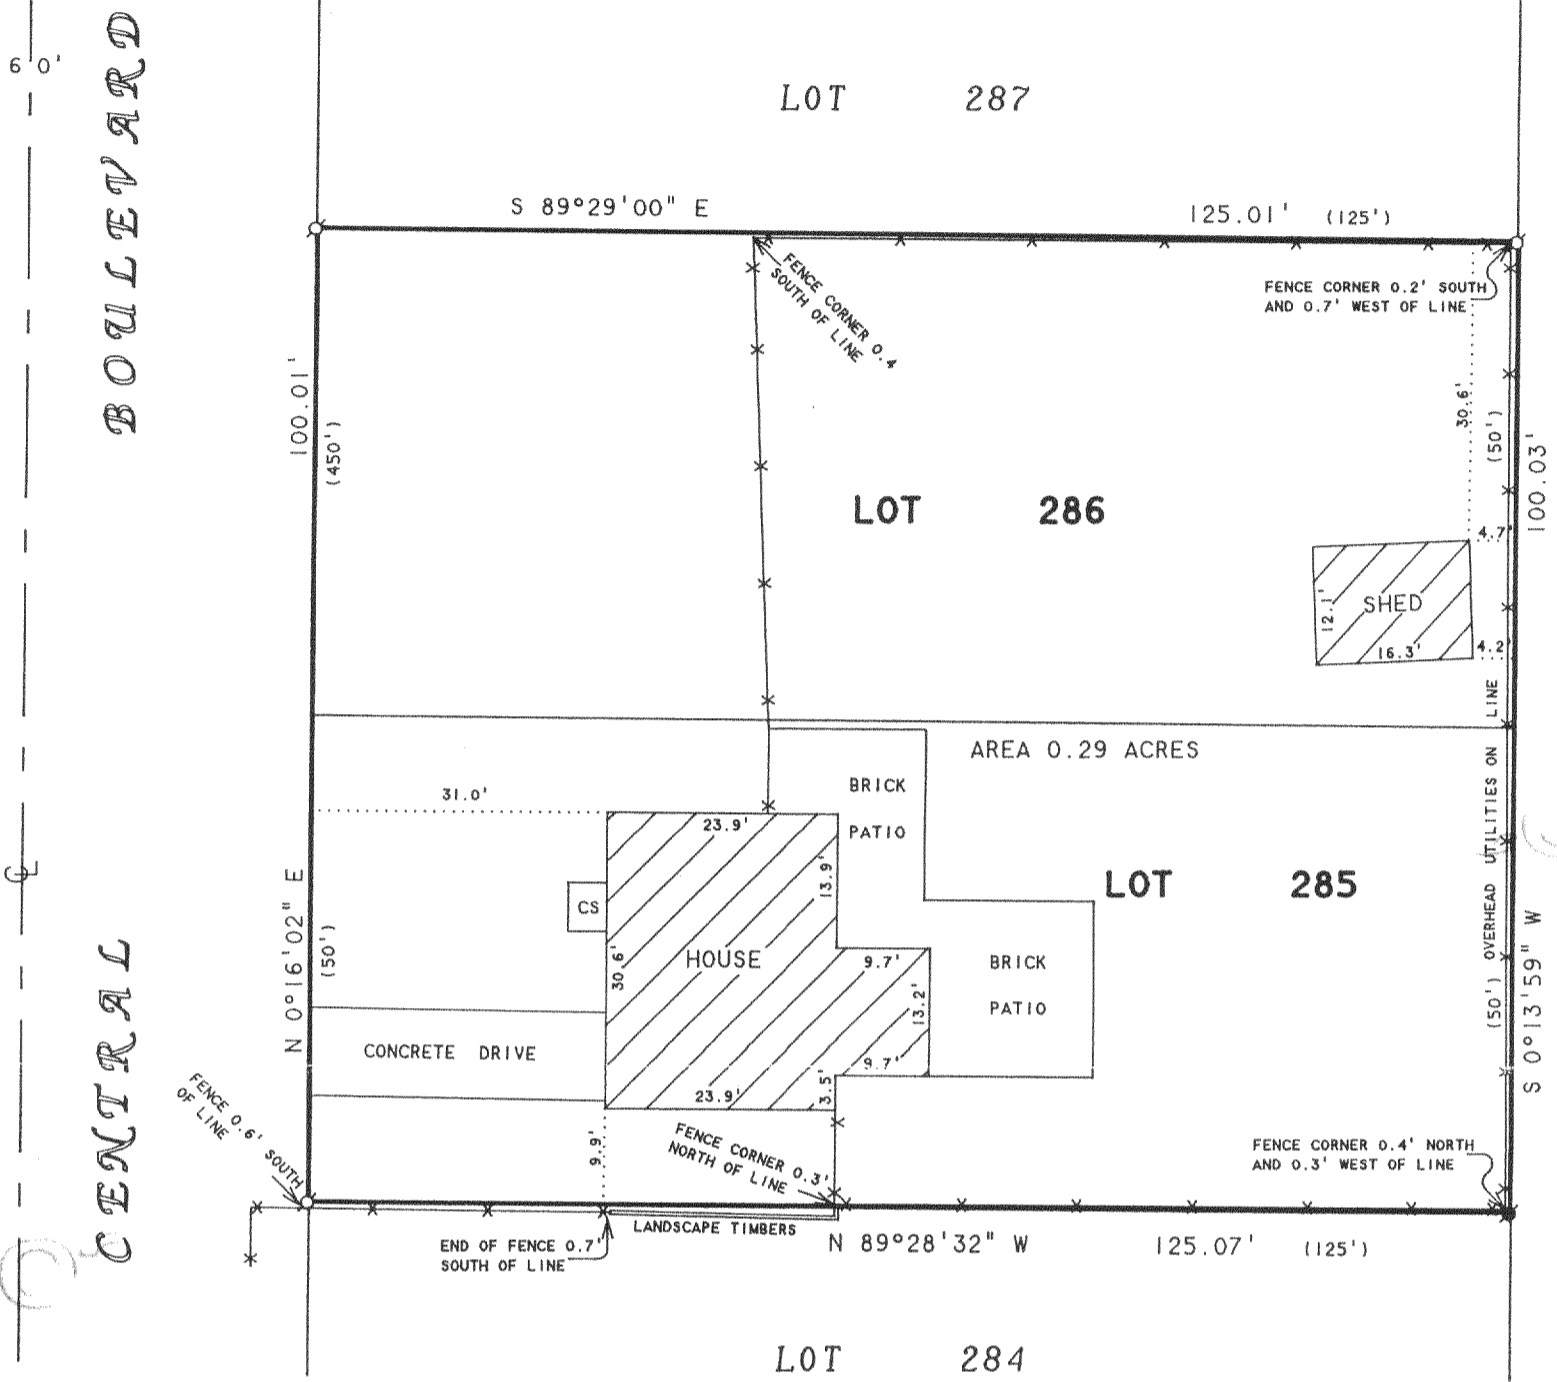 60'
CENTRAL BOULEVARD
LOT 287
S 89°29'00" E
125.01' (125')
FENCE CORNER 0.4
SOUTH OF LINE
FENCE CORNER 0.2' SOUTH
AND 0.7' WEST OF LINE
100.01'
(450')
30.6'
(50')
100.03'
LOT 286
4.7'
SHED
12.1'
16.3'
4.2'
AREA 0.29 ACRES
31.0'
BRICK
PATIO
23.9'
13.9'
LOT 285
CS
HOUSE
30.6'
9.7'
BRICK
PATIO
13.2'
9.7'
N 0°16'02" E
(50')
CONCRETE DRIVE
23.9'
3.5'
(50') OVERHEAD UTILITIES ON LINE
S 0°13'59" W
℄
FENCE 0.6' SOUTH
OF LINE
9.9'
FENCE CORNER 0.3'
NORTH OF LINE
FENCE CORNER 0.4' NORTH
AND 0.3' WEST OF LINE
LANDSCAPE TIMBERS
END OF FENCE 0.7'
SOUTH OF LINE
N 89°28'32" W
125.07' (125')
LOT 284